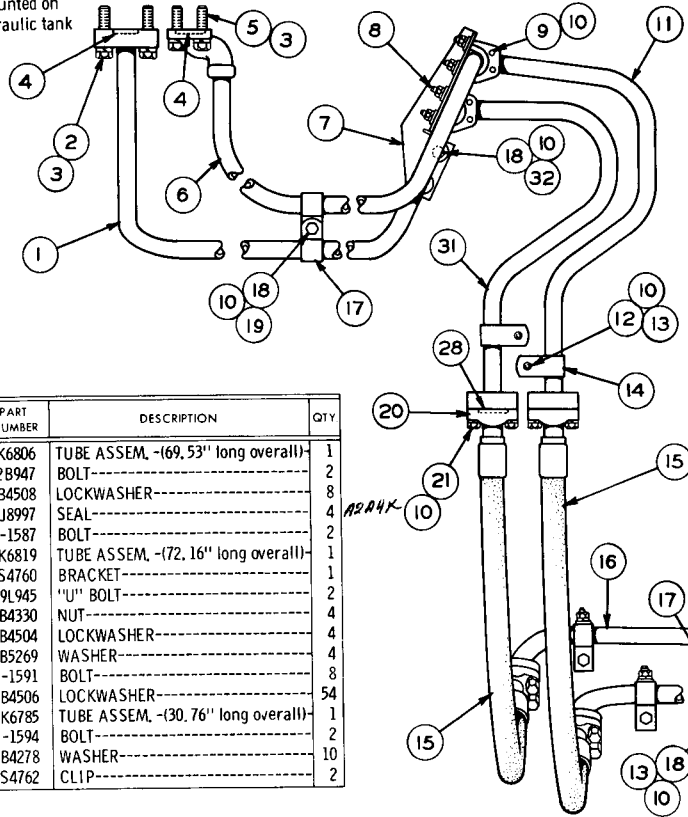 unted on
raulic tank
4
4
5
3
8
9
10
11
2
3
7
6
18
10
32
1
31
10
18
19
17
10
12
13
28
14
20
15
21
10
A2A4K
16
17
15
13
18
10
PART UMBER DESCRIPTION QTY
K6806 TUBE ASSEM. -(69.53" long overall)- 1
2B947 BOLT 2
B4508 LOCKWASHER 8
J8997 SEAL 4
-1587 BOLT 2
K6819 TUBE ASSEM. -(72.16" long overall)- 1
S4760 BRACKET 1
9L945 "U" BOLT 2
B4330 NUT 4
B4504 LOCKWASHER 4
B5269 WASHER 4
-1591 BOLT 8
B4506 LOCKWASHER 54
K6785 TUBE ASSEM. -(30.76" long overall)- 1
-1594 BOLT 2
B4278 WASHER 10
S4762 CLIP 2